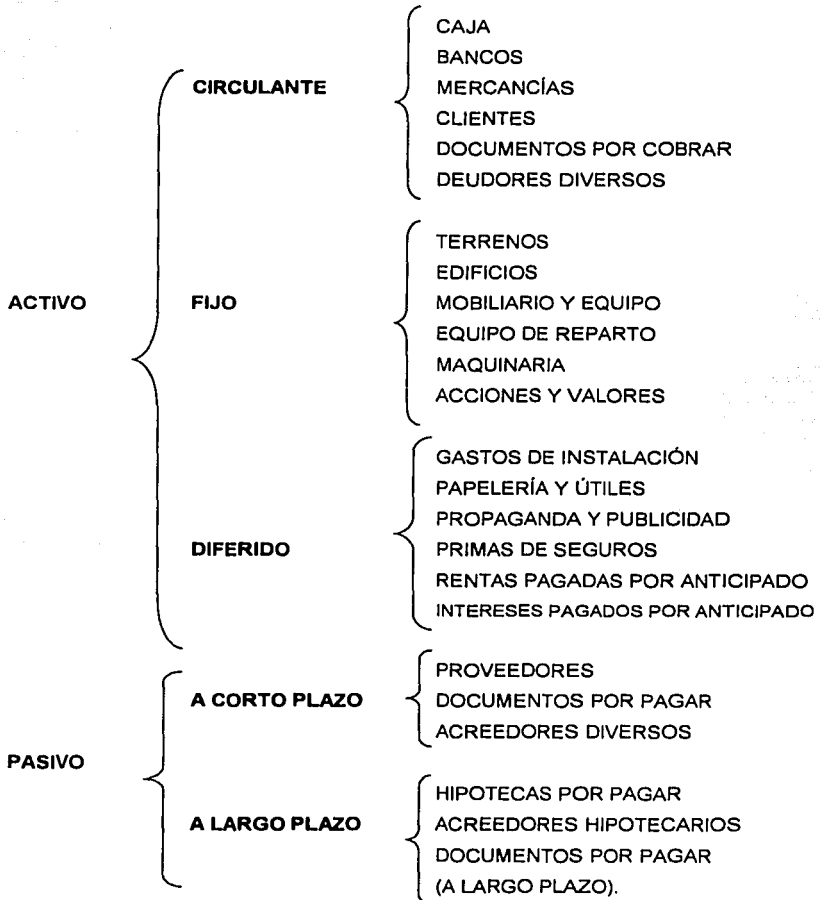 ACTIVO
CIRCULANTE
CAJA
BANCOS
MERCANCÍAS
CLIENTES
DOCUMENTOS POR COBRAR
DEUDORES DIVERSOS
FIJO
TERRENOS
EDIFICIOS
MOBILIARIO Y EQUIPO
EQUIPO DE REPARTO
MAQUINARIA
ACCIONES Y VALORES
DIFERIDO
GASTOS DE INSTALACIÓN
PAPELERÍA Y ÚTILES
PROPAGANDA Y PUBLICIDAD
PRIMAS DE SEGUROS
RENTAS PAGADAS POR ANTICIPADO
INTERESES PAGADOS POR ANTICIPADO
PASIVO
A CORTO PLAZO
PROVEEDORES
DOCUMENTOS POR PAGAR
ACREEDORES DIVERSOS
A LARGO PLAZO
HIPOTECAS POR PAGAR
ACREEDORES HIPOTECARIOS
DOCUMENTOS POR PAGAR
(A LARGO PLAZO).